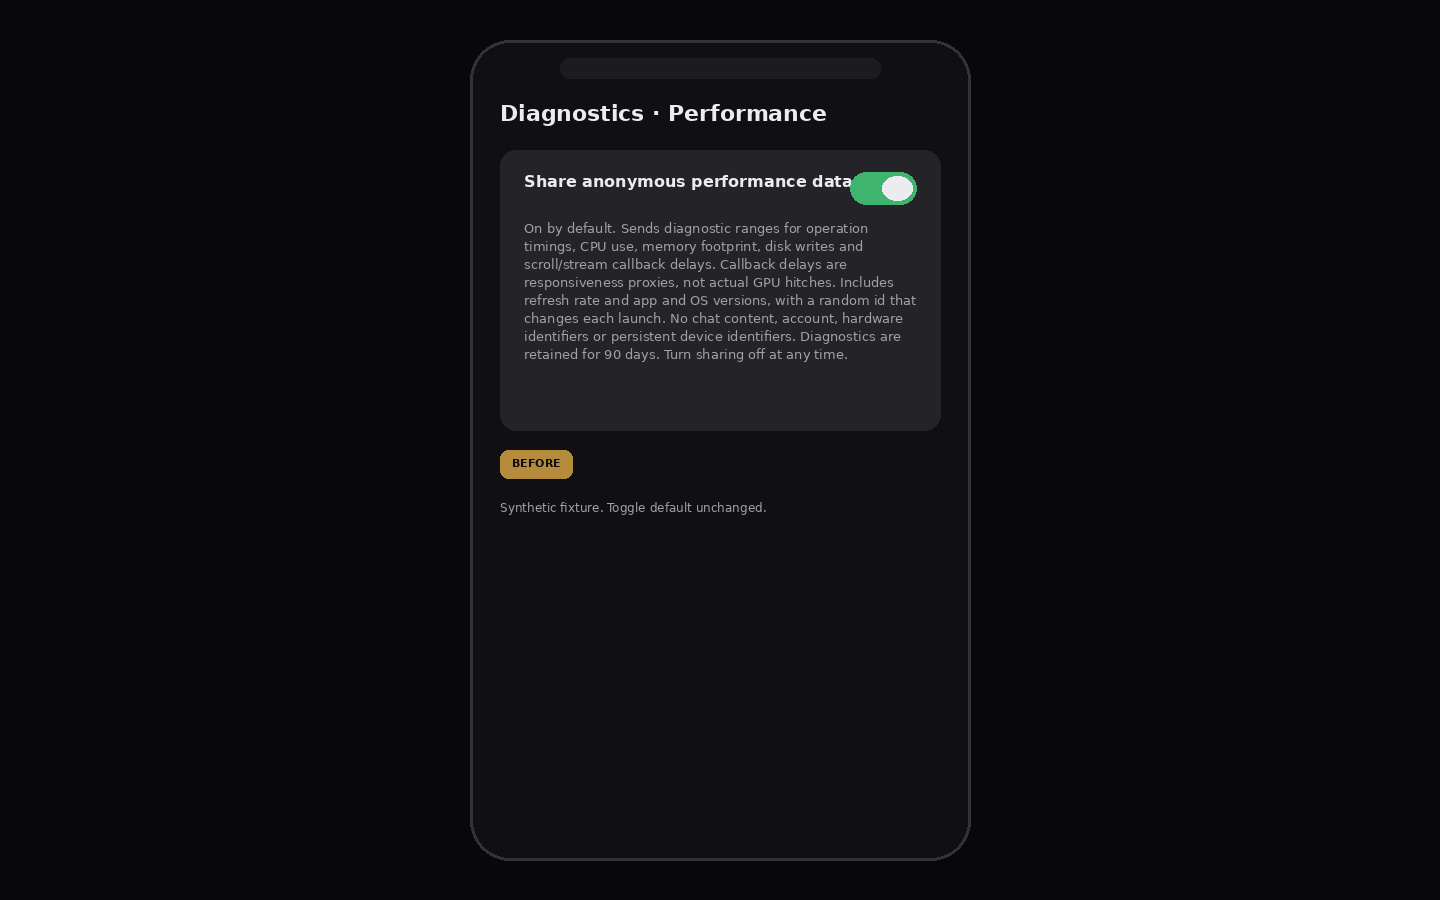 Diagnostics · Performance
Share anonymous performance data
On by default. Sends diagnostic ranges for operation
timings, CPU use, memory footprint, disk writes and
scroll/stream callback delays. Callback delays are
responsiveness proxies, not actual GPU hitches. Includes
refresh rate and app and OS versions, with a random id that
changes each launch. No chat content, account, hardware
identifiers or persistent device identifiers. Diagnostics are
retained for 90 days. Turn sharing off at any time.
BEFORE
Synthetic fixture. Toggle default unchanged.